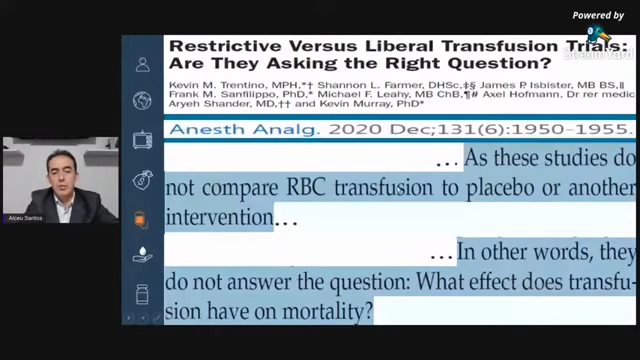 Powered by
StreamYard
Restrictive Versus Liberal Transfusion Trials:
Are They Asking the Right Question?
Kevin M. Trentino, MPH,*† Shannon L. Farmer, DHSc,‡§ James P. Isbister, MB BS,||
Frank M. Sanfilippo, PhD,* Michael F. Leahy, MB ChB,¶# Axel Hofmann, Dr rer medic,
Aryeh Shander, MD,†† and Kevin Murray, PhD*
Anesth Analg. 2020 Dec;131(6):1950-1955.
... As these studies do
not compare RBC transfusion to placebo or another
intervention...
... In other words, they
do not answer the question: What effect does transfu-
sion have on mortality?
Alceu Santos